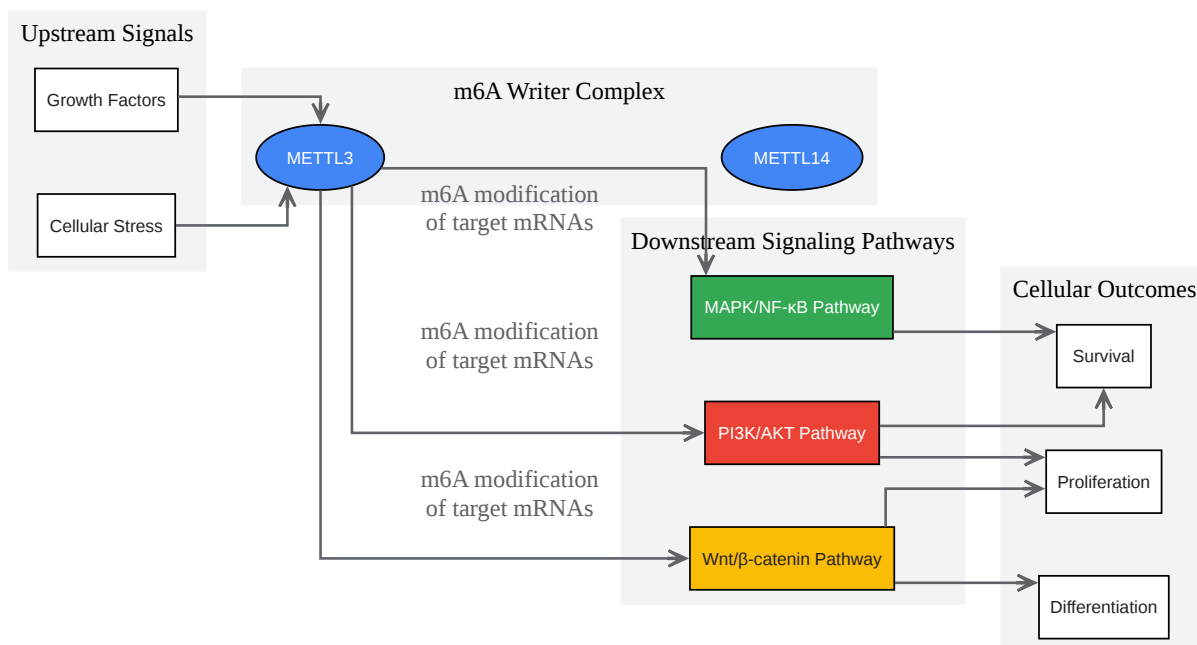 Upstream Signals
Growth Factors
Cellular Stress
m6A Writer Complex
METTL3
METTL14
m6A modification
of target mRNAs
m6A modification
of target mRNAs
m6A modification
of target mRNAs
Downstream Signaling Pathways
MAPK/NF-κB Pathway
PI3K/AKT Pathway
Wnt/β-catenin Pathway
Cellular Outcomes
Survival
Proliferation
Differentiation